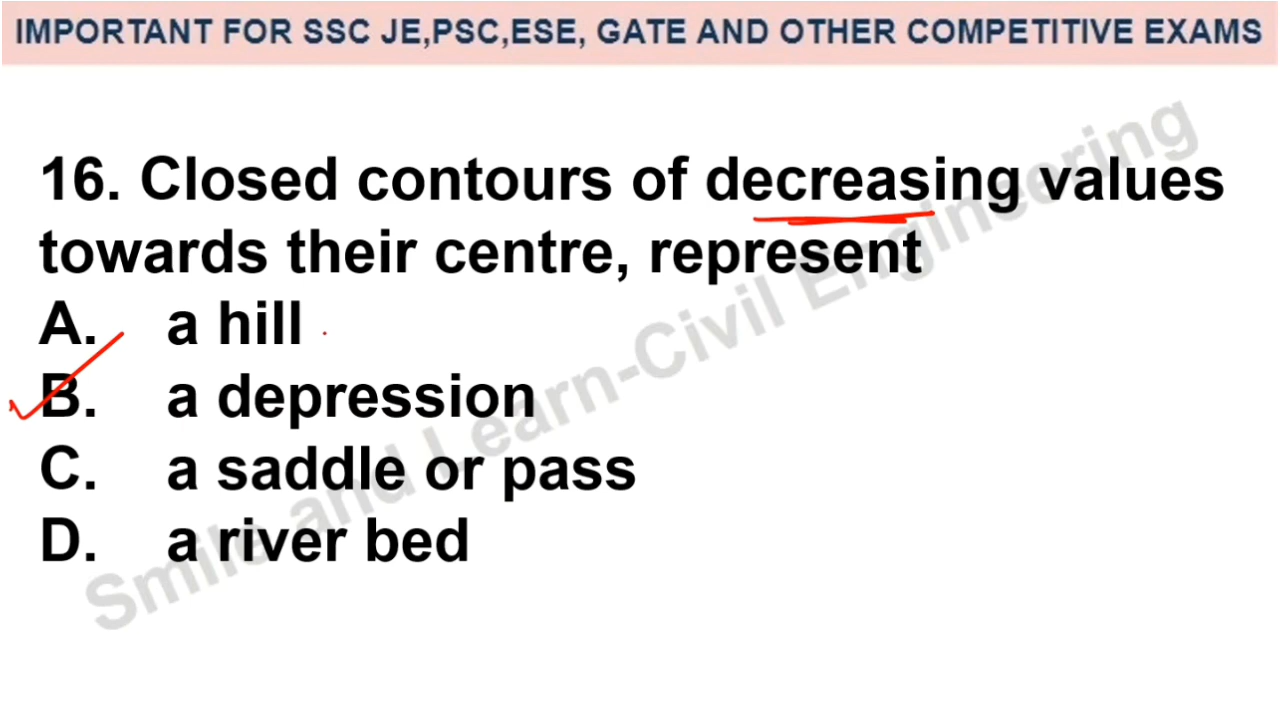 IMPORTANT FOR SSC JE,PSC,ESE, GATE AND OTHER COMPETITIVE EXAMS
16. Closed contours of decreasing values
towards their centre, represent
A. a hill
B. a depression
C. a saddle or pass
D. a river bed
Smile and Learn-Civil Engineering